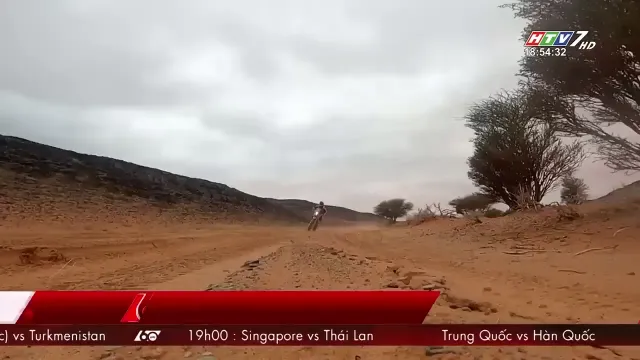 HTV7 HD
18:54:32
c) vs Turkmenistan 19h00 : Singapore vs Thái Lan Trung Quốc vs Hàn Quốc